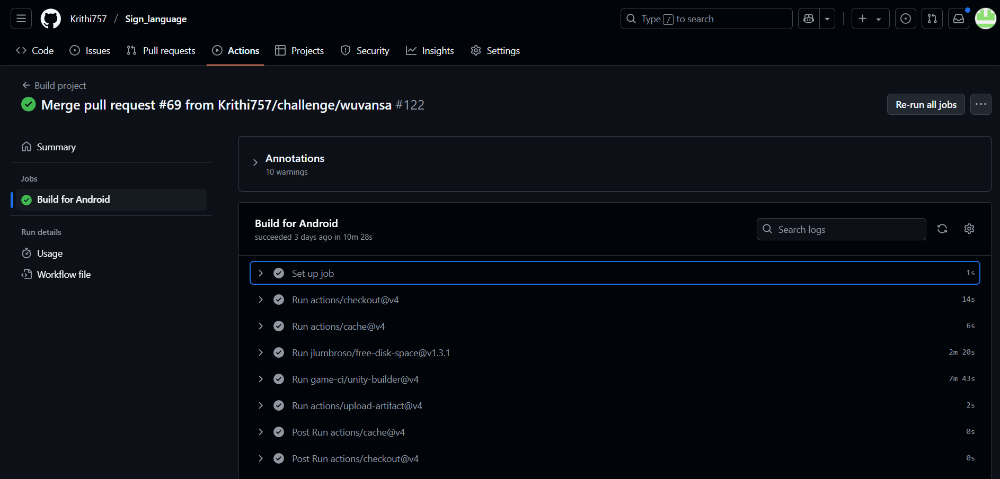 Krithi757 / Sign_language
Type / to search
Code
Issues
Pull requests
Actions
Projects
Security
Insights
Settings
Build project
Merge pull request #69 from Krithi757/challenge/wuvansa #122
Re-run all jobs
Summary
Jobs
Build for Android
Run details
Usage
Workflow file
Annotations
10 warnings
Build for Android
succeeded 3 days ago in 10m 28s
Search logs
Set up job 1s
Run actions/checkout@v4 14s
Run actions/cache@v4 6s
Run jlumbroso/free-disk-space@v1.3.1 2m 20s
Run game-ci/unity-builder@v4 7m 43s
Run actions/upload-artifact@v4 2s
Post Run actions/cache@v4 0s
Post Run actions/checkout@v4 0s